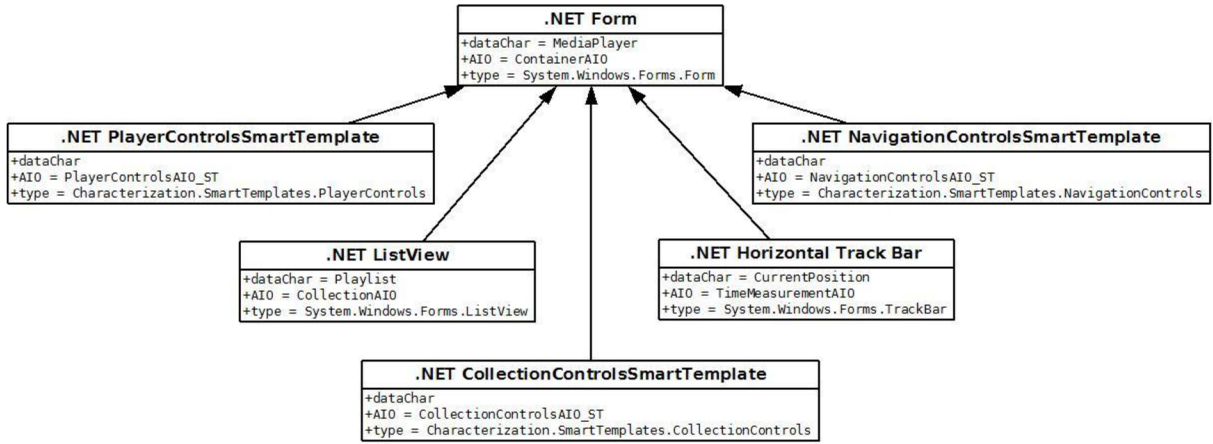 .NET Form
+dataChar = MediaPlayer
+AIO = ContainerAIO
+type = System.Windows.Forms.Form
.NET PlayerControlsSmartTemplate
+dataChar
+AIO = PlayerControlsAIO_ST
+type = Characterization.SmartTemplates.PlayerControls
.NET NavigationControlsSmartTemplate
+dataChar
+AIO = NavigationControlsAIO_ST
+type = Characterization.SmartTemplates.NavigationControls
.NET ListView
+dataChar = Playlist
+AIO = CollectionAIO
+type = System.Windows.Forms.ListView
.NET Horizontal Track Bar
+dataChar = CurrentPosition
+AIO = TimeMeasurementAIO
+type = System.Windows.Forms.TrackBar
.NET CollectionControlsSmartTemplate
+dataChar
+AIO = CollectionControlsAIO_ST
+type = Characterization.SmartTemplates.CollectionControls